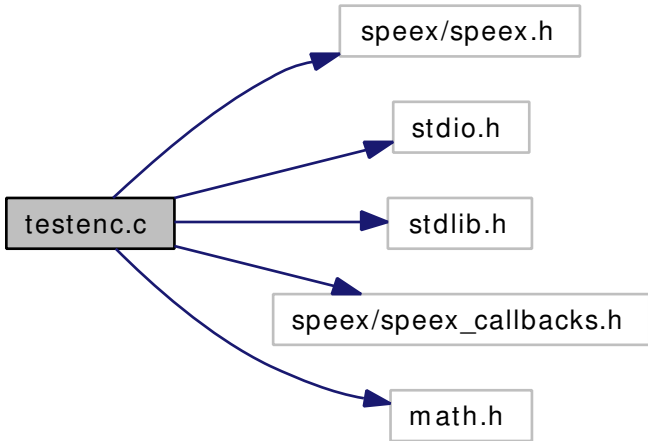 speex/speex.h
stdio.h
testenc.c
stdlib.h
speex/speex_callbacks.h
math.h